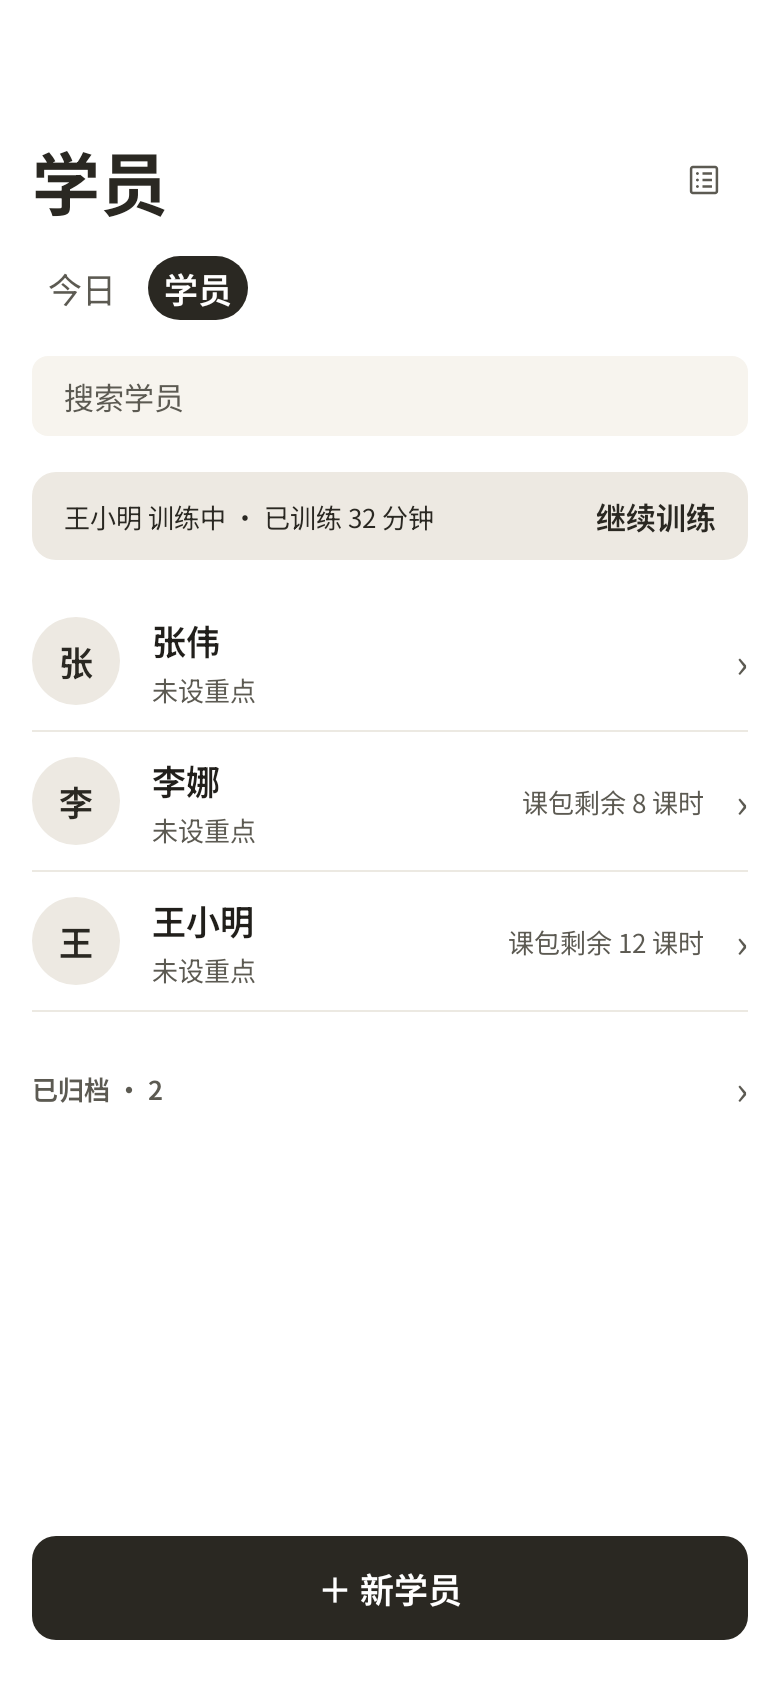 学员
今日 学员
搜索学员
王小明 训练中 · 已训练 32 分钟 继续训练
张 张伟
未设重点 ›
李 李娜
未设重点 课包剩余 8 课时 ›
王 王小明
未设重点 课包剩余 12 课时 ›
已归档 · 2 ›
＋ 新学员